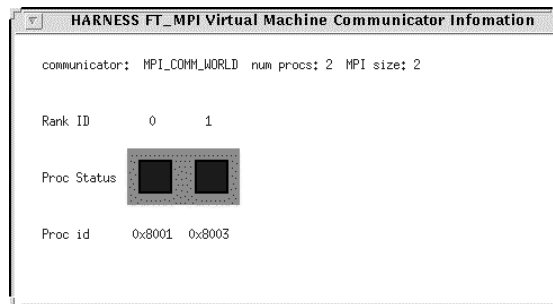 HARNESS FT_MPI Virtual Machine Communicator Infomation
communicator: MPI_COMM_WORLD num procs: 2 MPI size: 2
Rank ID 0 1
Proc Status
Proc id 0x8001 0x8003